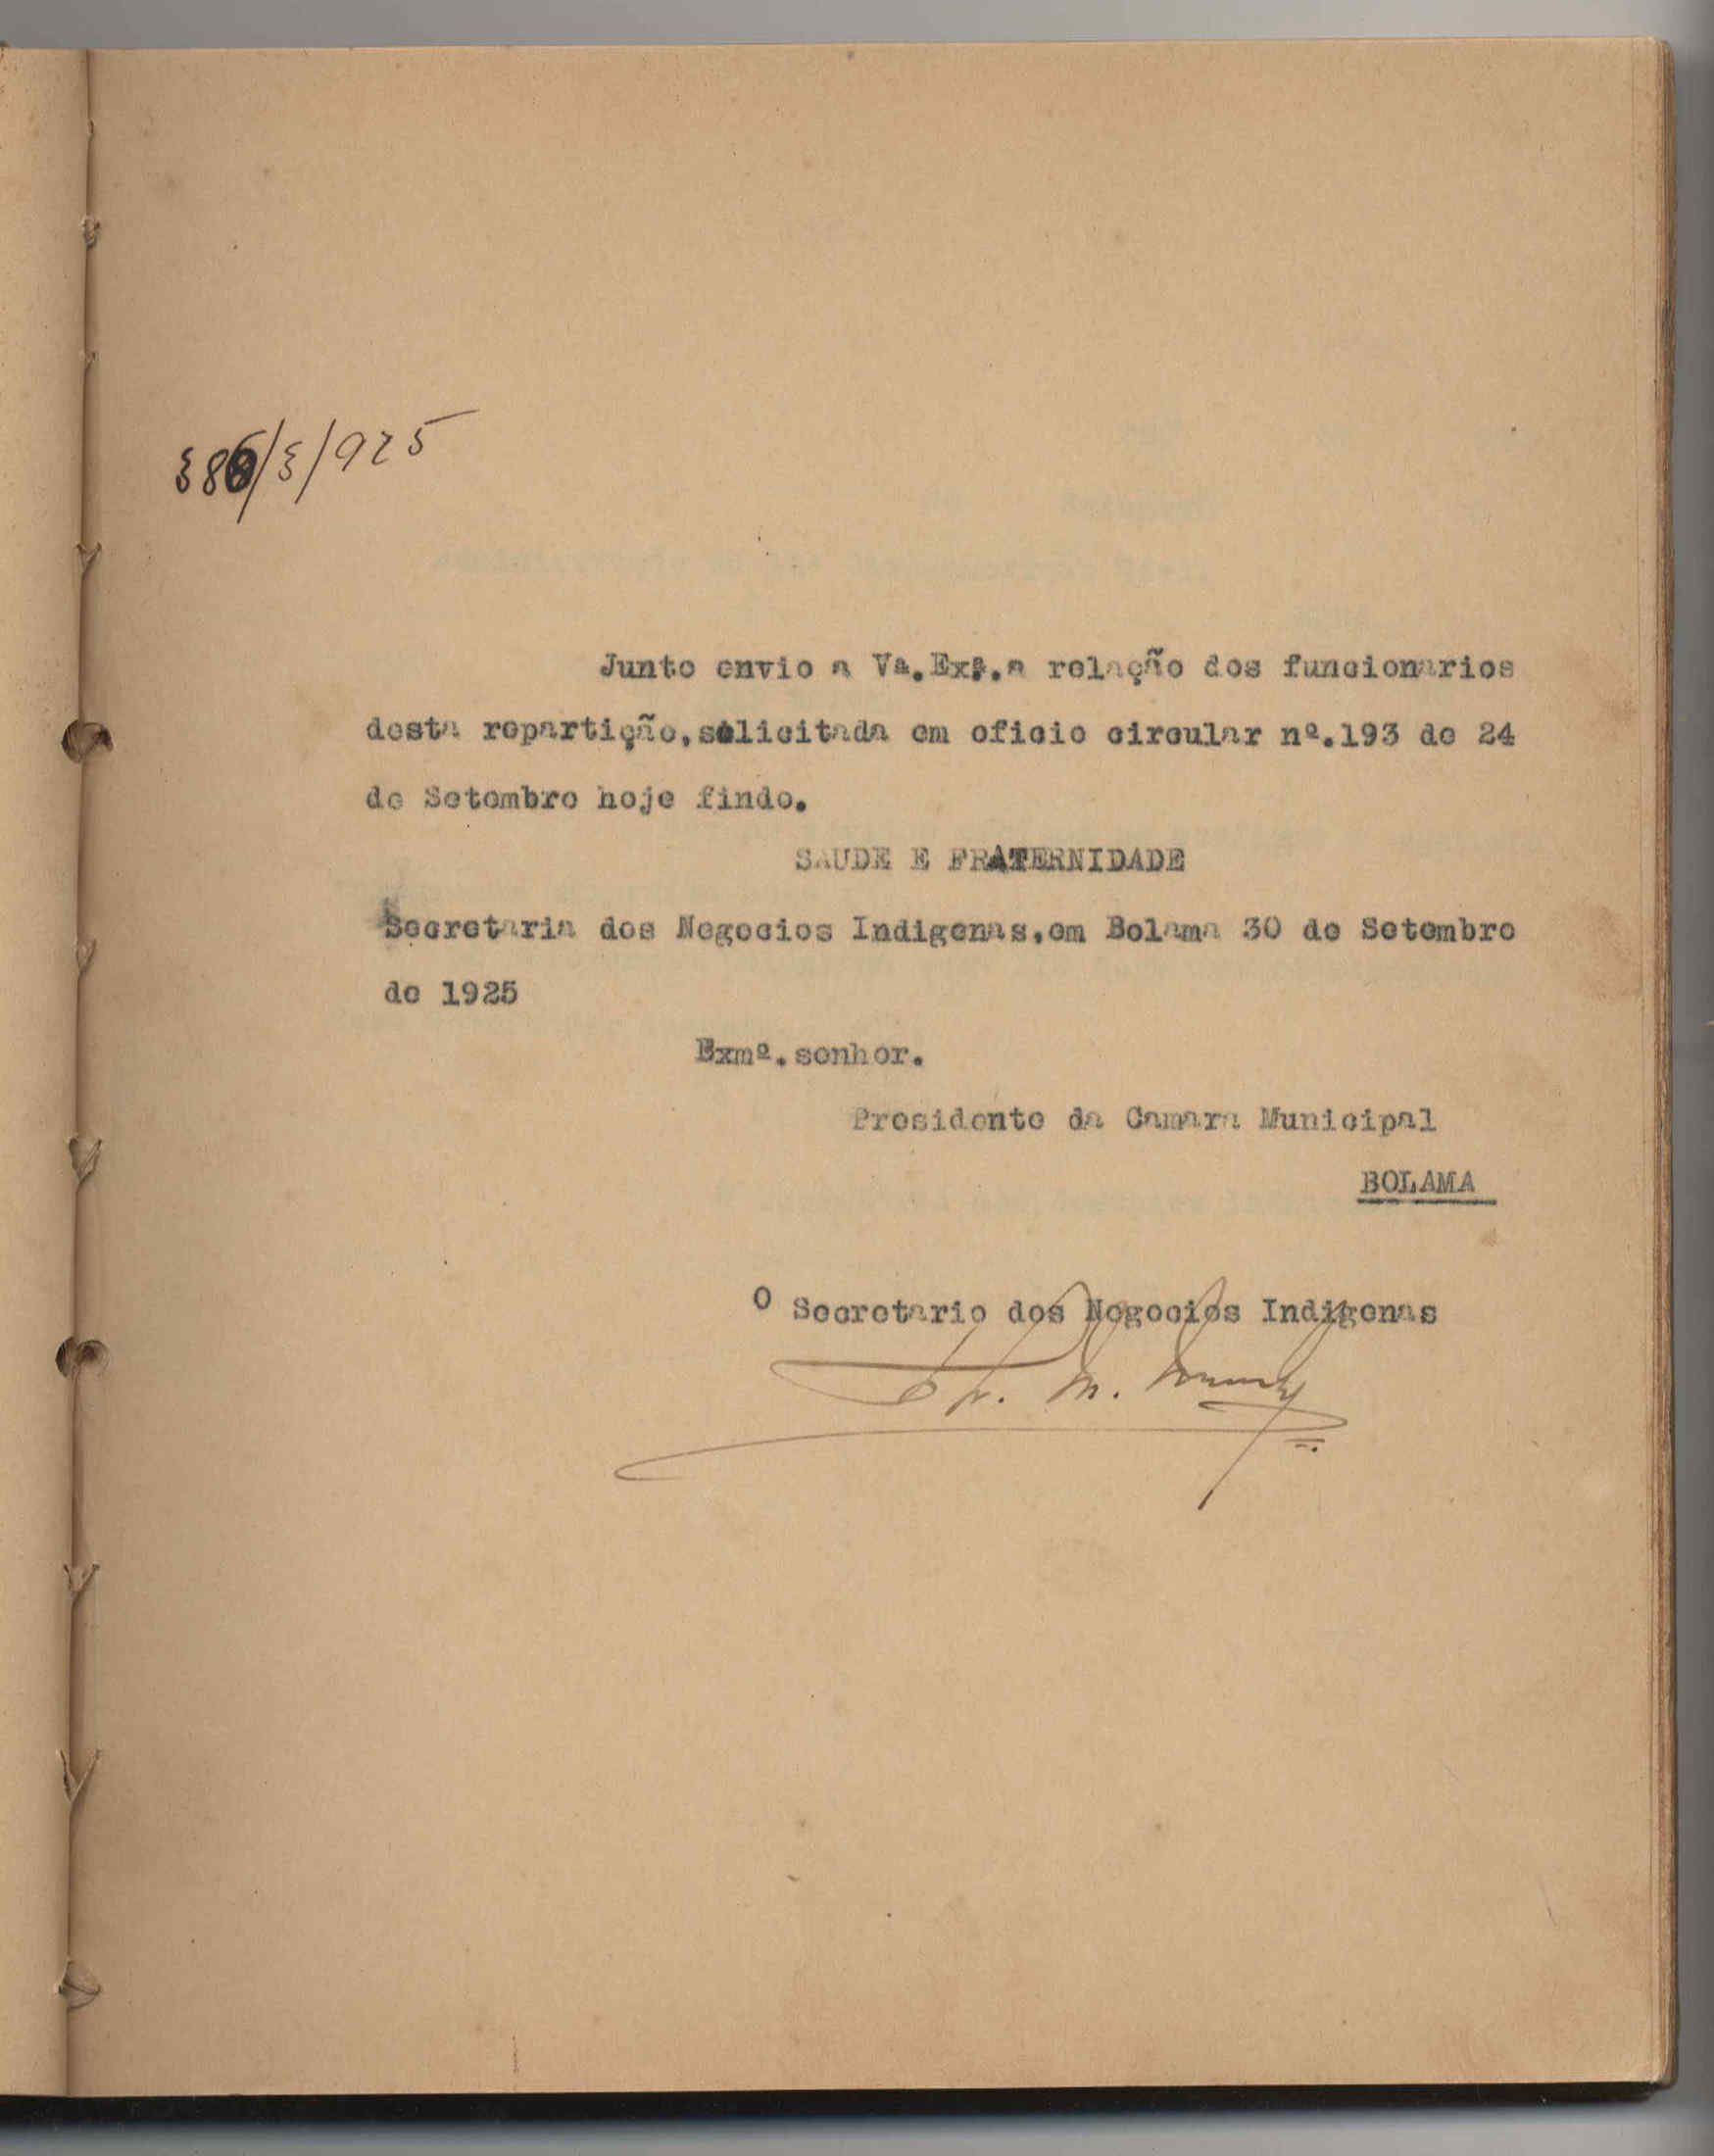 386/3/925
Junto envio a Vª.Exª.a relação dos funcionarios
desta repartição,solicitada em oficio circular nº.193 de 24
de Setembro hoje findo.
SAUDE E FRATERNIDADE
Secretaria dos Negocios Indigenas,em Bolama 30 de Setembro
de 1925
Exmº.senhor.
Presidente da Camara Municipal
BOLAMA
O Secretario dos Negocios Indigenas